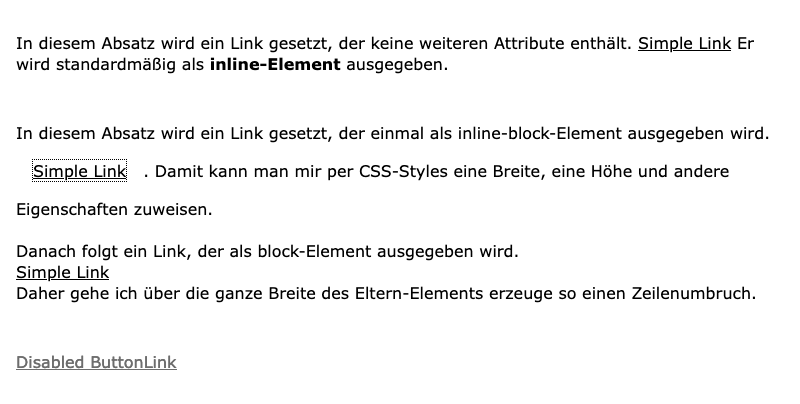 In diesem Absatz wird ein Link gesetzt, der keine weiteren Attribute enthält. Simple Link Er
wird standardmäßig als inline-Element ausgegeben.
In diesem Absatz wird ein Link gesetzt, der einmal als inline-block-Element ausgegeben wird.
Simple Link . Damit kann man mir per CSS-Styles eine Breite, eine Höhe und andere
Eigenschaften zuweisen.
Danach folgt ein Link, der als block-Element ausgegeben wird.
Simple Link
Daher gehe ich über die ganze Breite des Eltern-Elements erzeuge so einen Zeilenumbruch.
Disabled ButtonLink